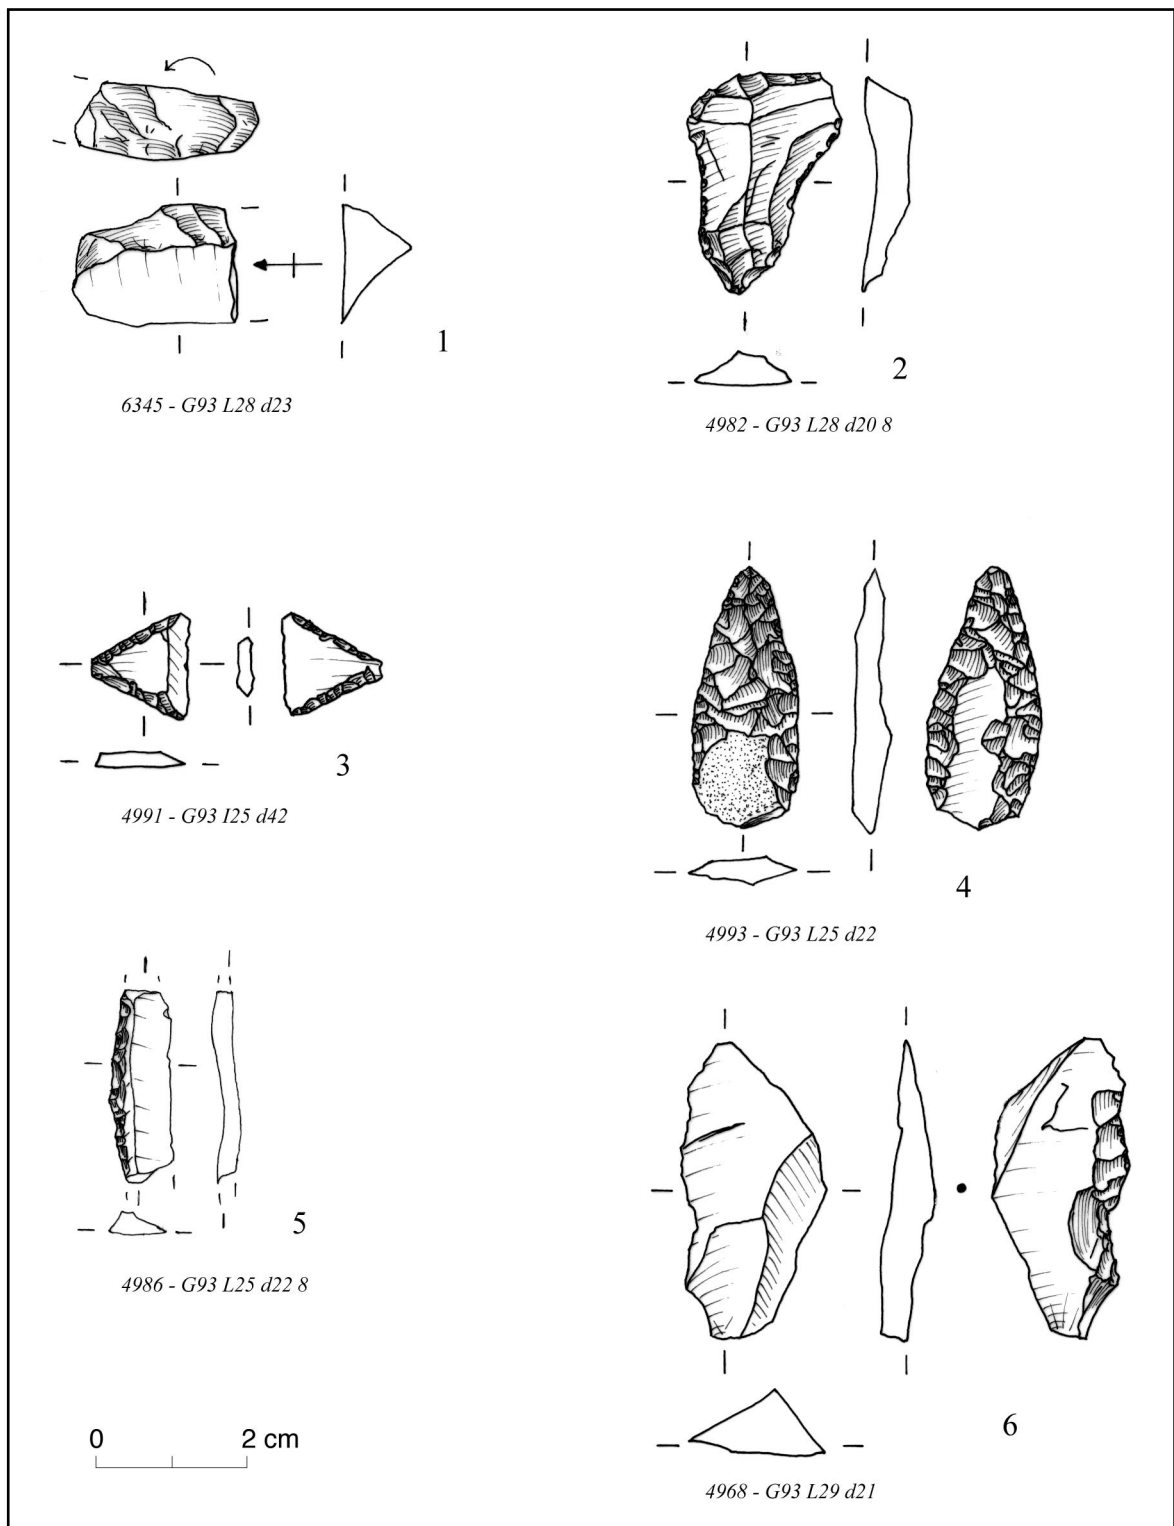 1
6345 - G93 L28 d23
2
4982 - G93 L28 d20 8
3
4991 - G93 I25 d42
4
4993 - G93 L25 d22
5
4986 - G93 L25 d22 8
6
4968 - G93 L29 d21
0 2 cm